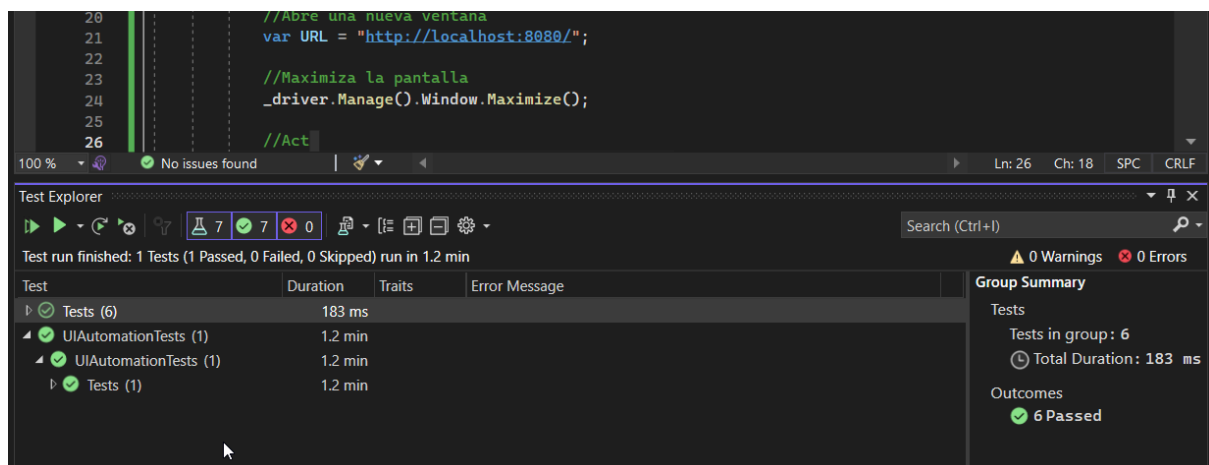 20 //Abre una nueva ventana
21 var URL = "http://localhost:8080/";
22
23 //Maximiza la pantalla
24 _driver.Manage().Window.Maximize();
25
26 //Act
100 % No issues found Ln: 26 Ch: 18 SPC CRLF
Test Explorer
7 7 0 Search (Ctrl+I)
Test run finished: 1 Tests (1 Passed, 0 Failed, 0 Skipped) run in 1.2 min 0 Warnings 0 Errors
Test Duration Traits Error Message
Tests (6) 183 ms
UIAutomationTests (1) 1.2 min
UIAutomationTests (1) 1.2 min
Tests (1) 1.2 min
Group Summary
Tests
Tests in group: 6
Total Duration: 183 ms
Outcomes
6 Passed